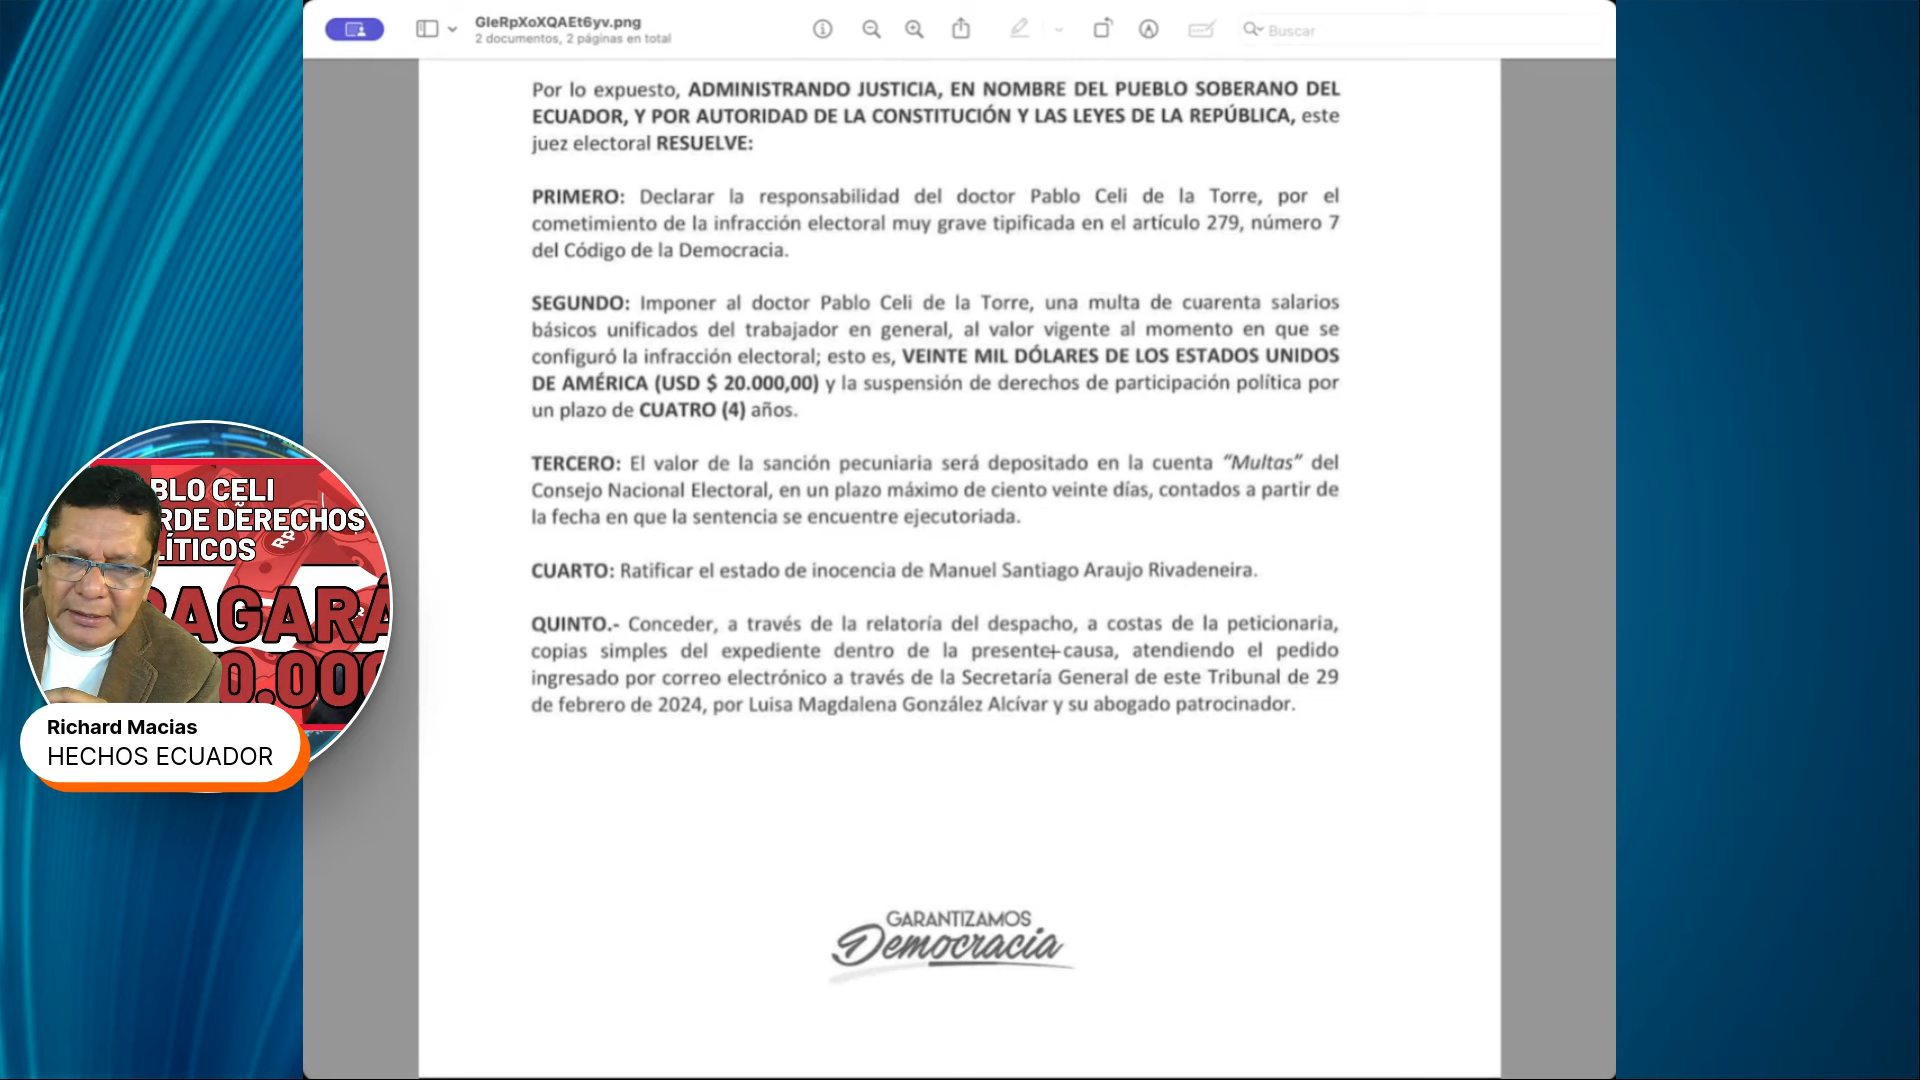 GIeRpXoXQAEt6yv.png
2 documentos, 2 páginas en total
Buscar
Por lo expuesto, ADMINISTRANDO JUSTICIA, EN NOMBRE DEL PUEBLO SOBERANO DEL
ECUADOR, Y POR AUTORIDAD DE LA CONSTITUCIÓN Y LAS LEYES DE LA REPÚBLICA, este
juez electoral RESUELVE:
PRIMERO: Declarar la responsabilidad del doctor Pablo Celi de la Torre, por el
cometimiento de la infracción electoral muy grave tipificada en el artículo 279, número 7
del Código de la Democracia.
SEGUNDO: Imponer al doctor Pablo Celi de la Torre, una multa de cuarenta salarios
básicos unificados del trabajador en general, al valor vigente al momento en que se
configuró la infracción electoral; esto es, VEINTE MIL DÓLARES DE LOS ESTADOS UNIDOS
DE AMÉRICA (USD $ 20.000,00) y la suspensión de derechos de participación política por
un plazo de CUATRO (4) años.
TERCERO: El valor de la sanción pecuniaria será depositado en la cuenta “Multas” del
Consejo Nacional Electoral, en un plazo máximo de ciento veinte días, contados a partir de
la fecha en que la sentencia se encuentre ejecutoriada.
CUARTO: Ratificar el estado de inocencia de Manuel Santiago Araujo Rivadeneira.
QUINTO.- Conceder, a través de la relatoría del despacho, a costas de la peticionaria,
copias simples del expediente dentro de la presente causa, atendiendo el pedido
ingresado por correo electrónico a través de la Secretaría General de este Tribunal de 29
de febrero de 2024, por Luisa Magdalena González Alcívar y su abogado patrocinador.
GARANTIZAMOS
Democracia
BLO CELI
RDE DERECHOS
LÍTICOS
Rp
AGARÁ
0.000
Richard Macias
HECHOS ECUADOR